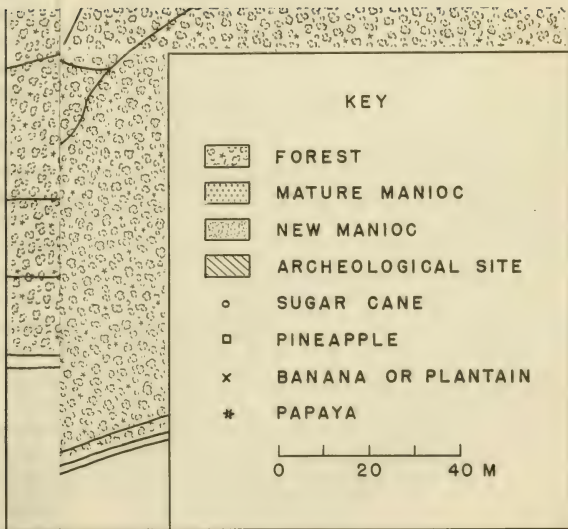 KEY
FOREST
MATURE MANIOC
NEW MANIOC
ARCHEOLOGICAL SITE
SUGAR CANE
PINEAPPLE
BANANA OR PLANTAIN
PAPAYA
0 20 40 M